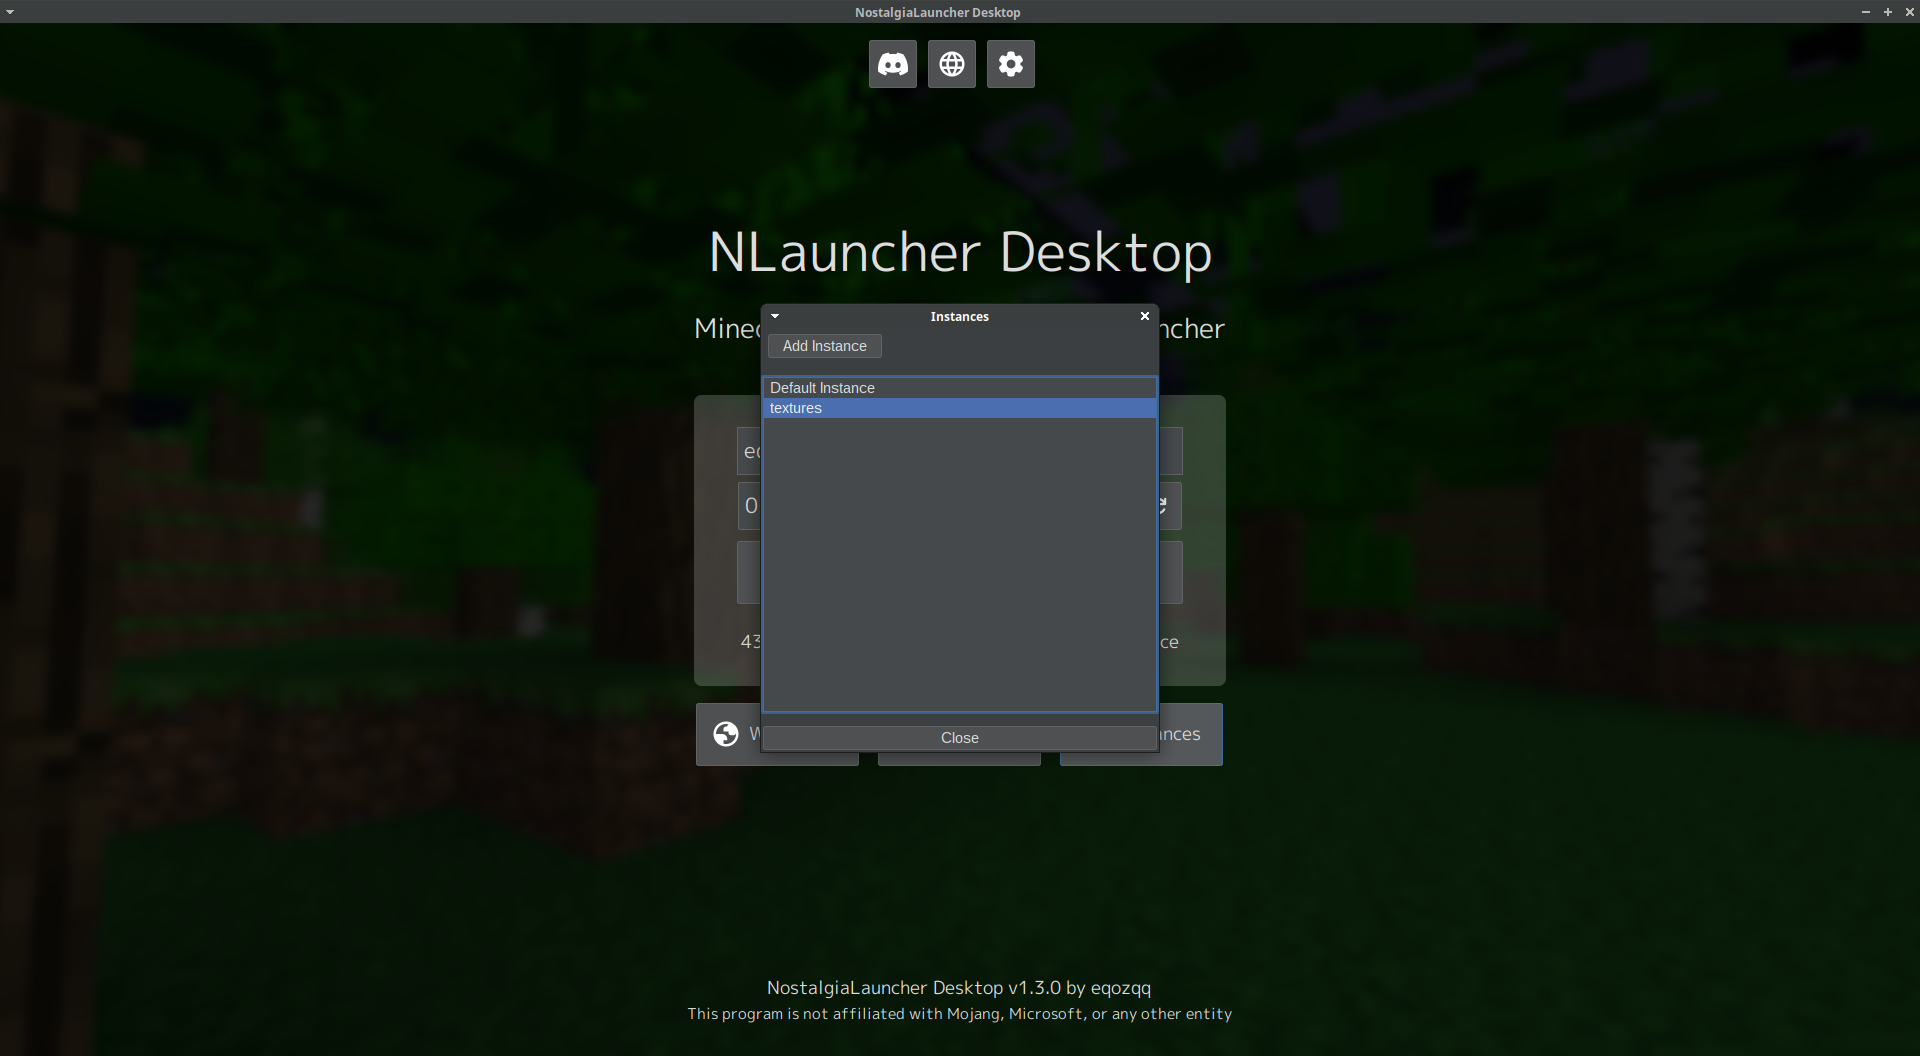 NostalgiaLauncher Desktop
NLauncher Desktop
Instances
Add Instance
Default Instance
textures
Close
NostalgiaLauncher Desktop v1.3.0 by eqozqq
This program is not affiliated with Mojang, Microsoft, or any other entity